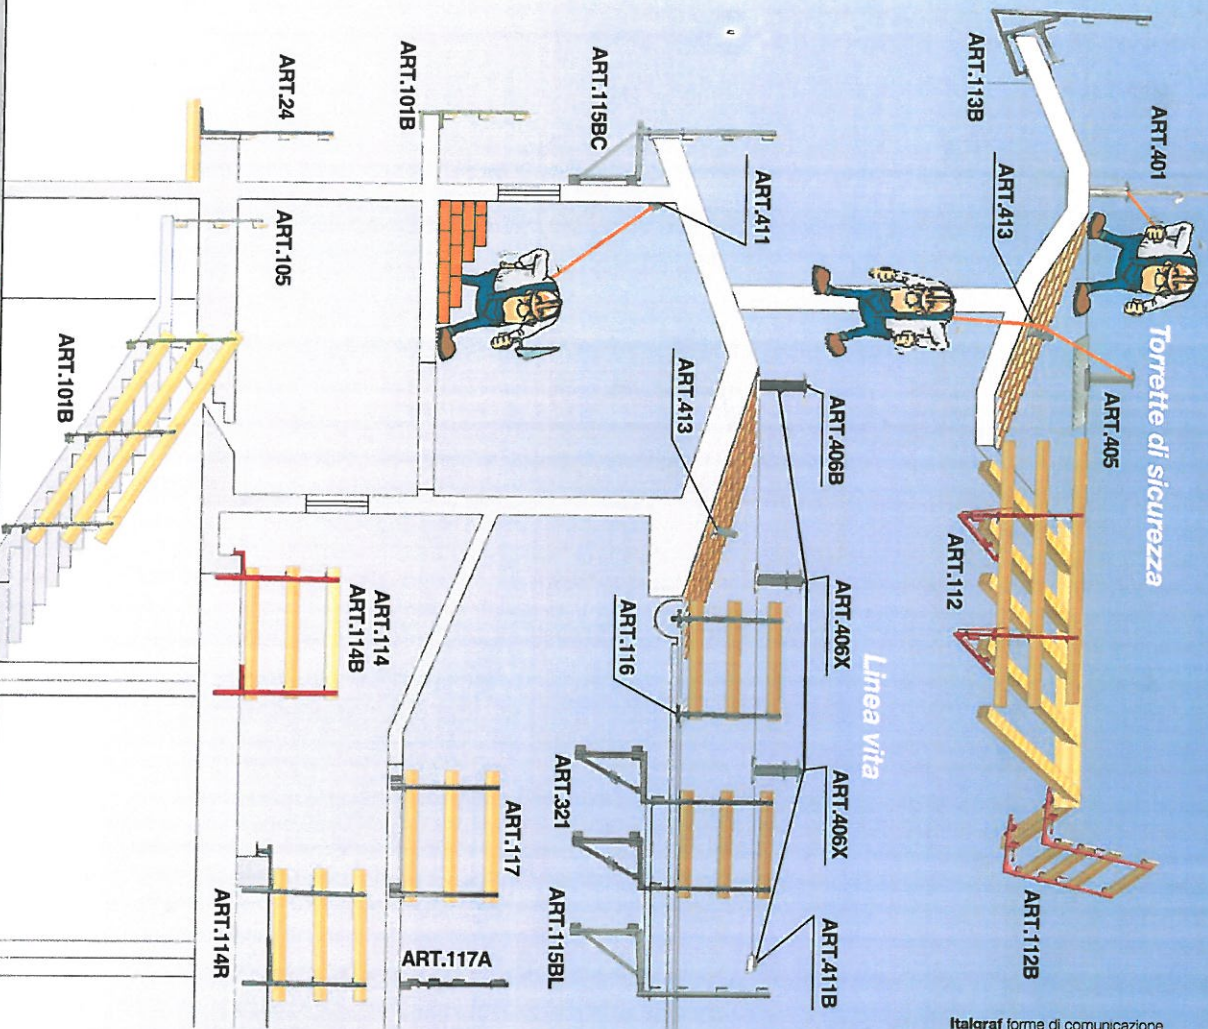 Torrette di sicurezza
ART.401
ART.113B
ART.413
ART.405
ART.112
ART.112B
Linea vita
ART.411
ART.115BC
ART.101B
ART.24
ART.105
ART.101B
ART.413
ART.406B
ART.406X
ART.406X
ART.411B
ART.116
ART.321
ART.115BL
ART.114
ART.114B
ART.117
ART.117A
ART.114R
Italgraf forme di comunicazione